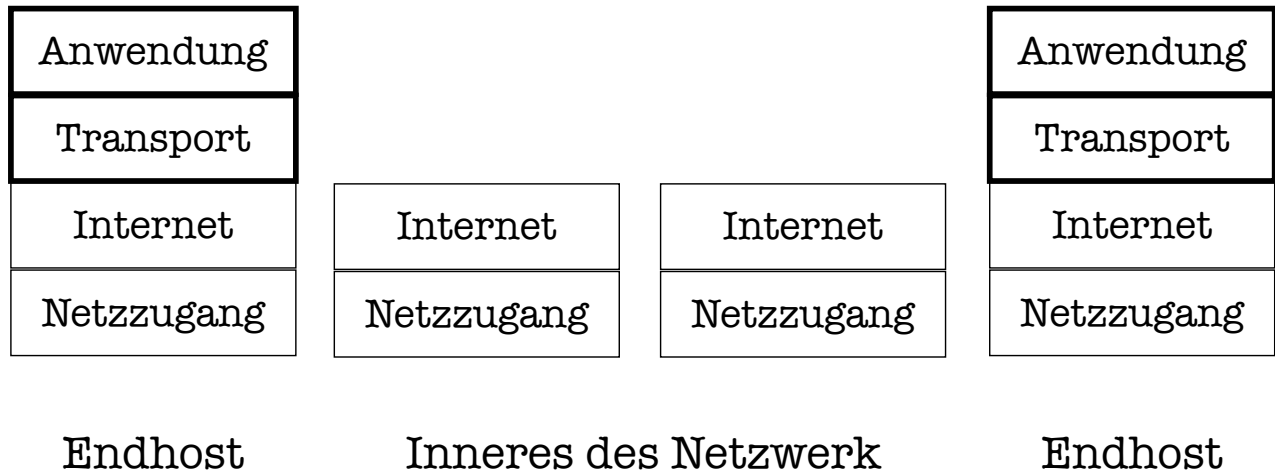 Anwendung Anwendung
Transport Transport
Internet Internet Internet Internet
Netzzugang Netzzugang Netzzugang Netzzugang
Endhost Inneres des Netzwerk Endhost